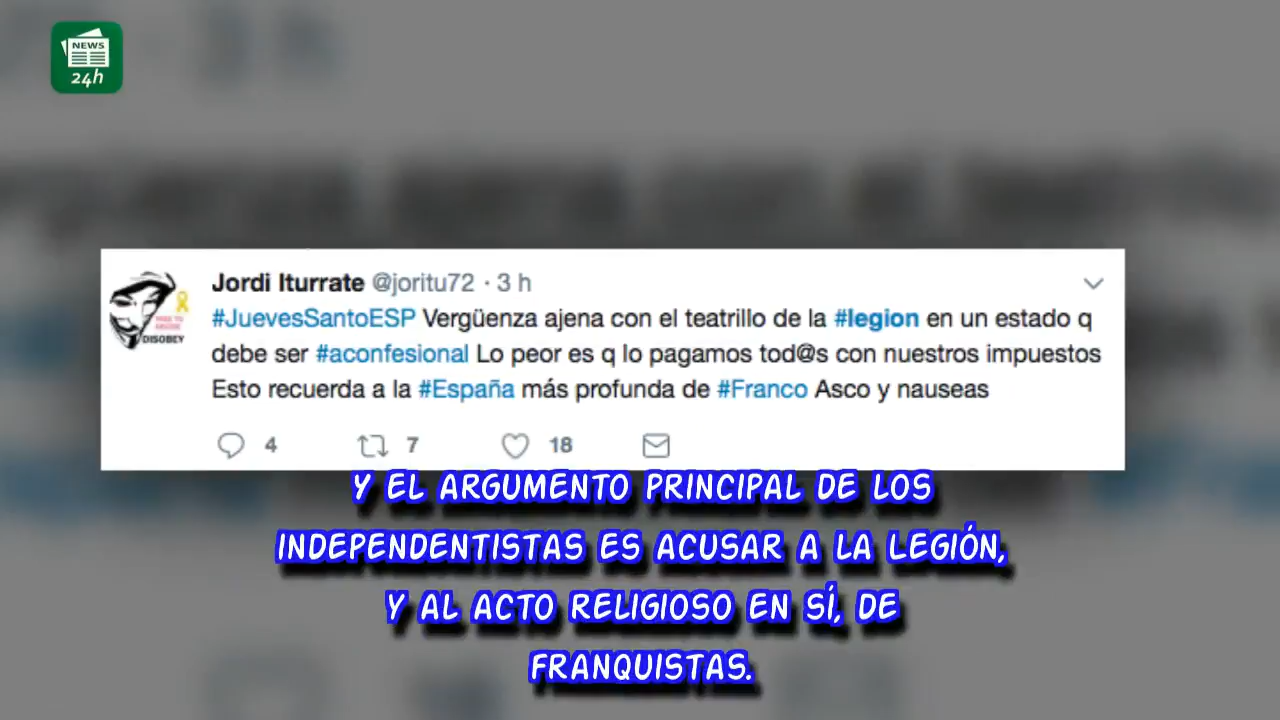 NEWS
24h
Jordi Iturrate @joritu72 · 3 h
#JuevesSantoESP Vergüenza ajena con el teatrillo de la #legion en un estado q
debe ser #aconfesional Lo peor es q lo pagamos tod@s con nuestros impuestos
Esto recuerda a la #España más profunda de #Franco Asco y nauseas
DISOBEY
4 7 18
Y EL ARGUMENTO PRINCIPAL DE LOS
INDEPENDENTISTAS ES ACUSAR A LA LEGIÓN,
Y AL ACTO RELIGIOSO EN SÍ, DE
FRANQUISTAS.